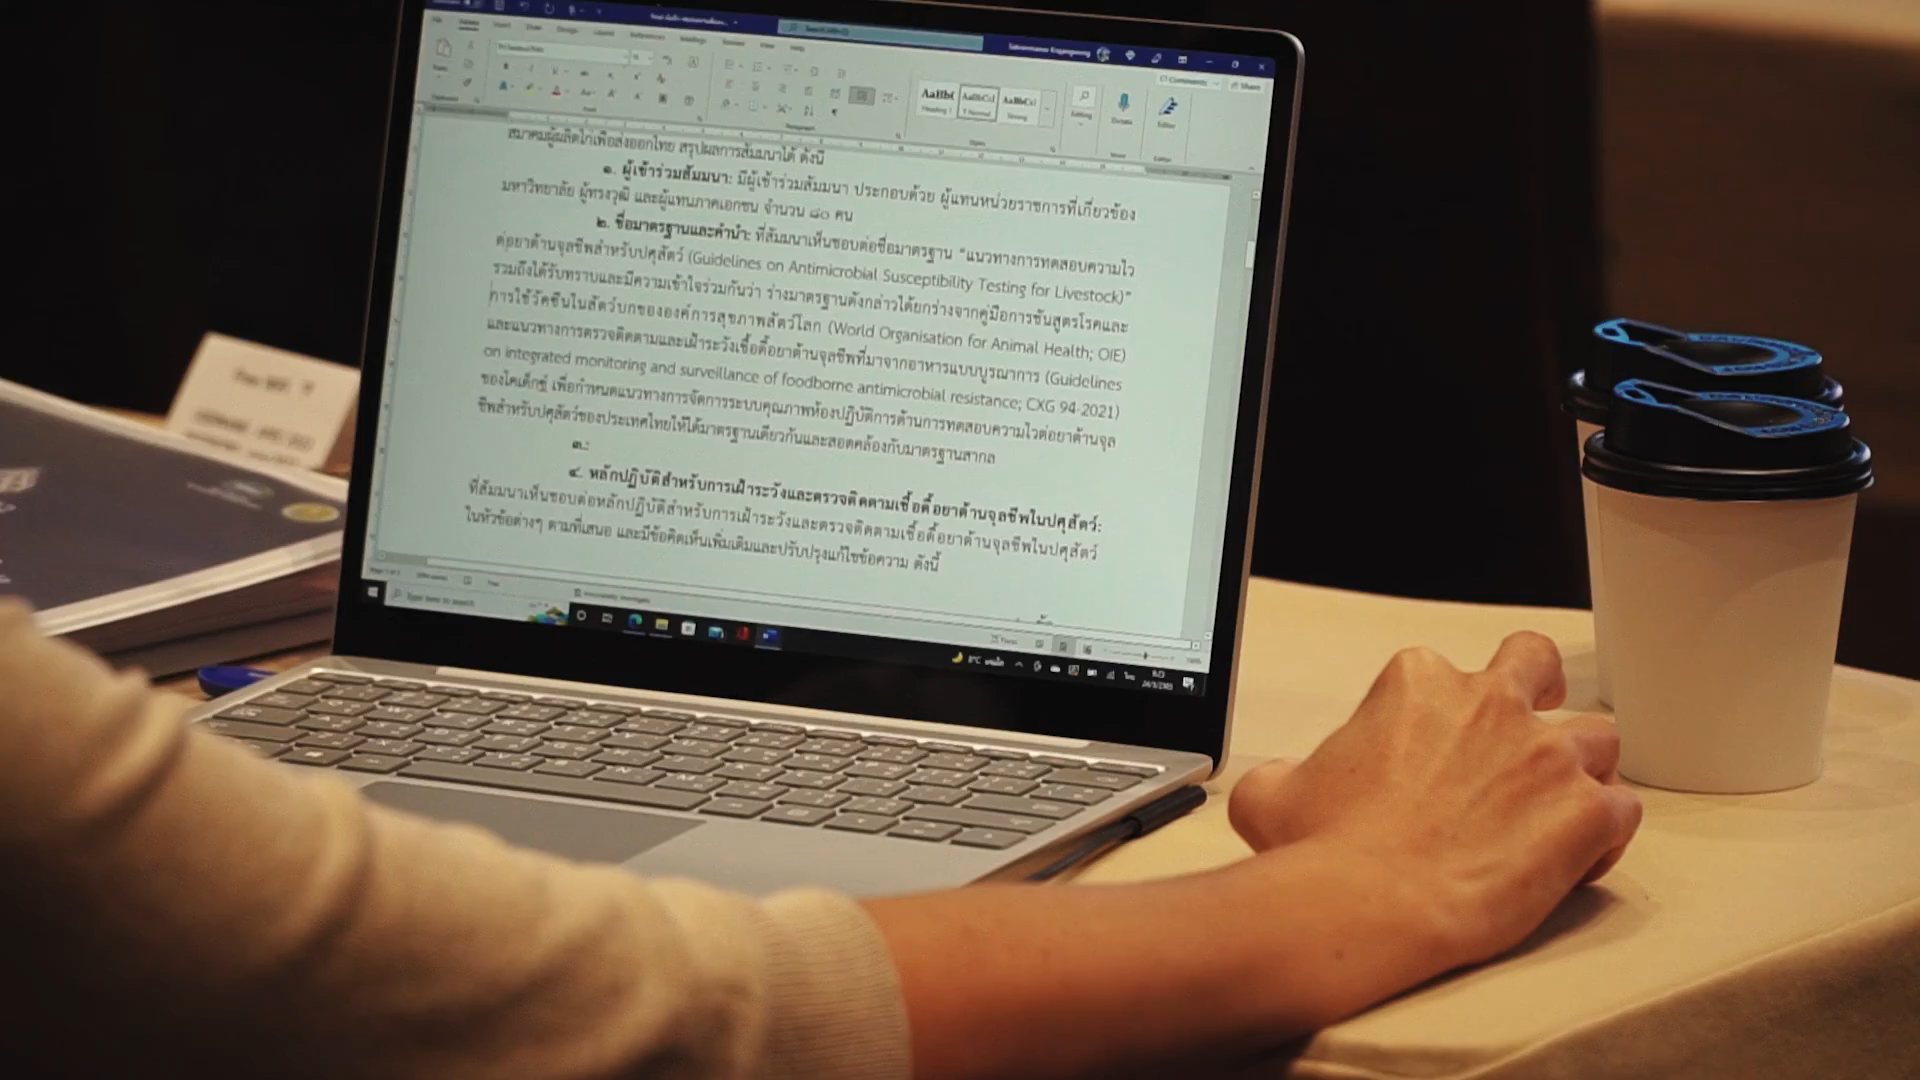 Comments
Share
AaBb( AaBbCcI AaBbCcI
Heading 1 Normal Strong
Editing Dictate Editor
สมาคมผู้ผลิตไก่เพื่อส่งออกไทย สรุปผลการสัมมนาได้ ดังนี้
๑. ผู้เข้าร่วมสัมมนา: มีผู้เข้าร่วมสัมมนา ประกอบด้วย ผู้แทนหน่วยราชการที่เกี่ยวข้อง
มหาวิทยาลัย ผู้ทรงวุฒิ และผู้แทนภาคเอกชน จำนวน ๘๐ คน
๒. ชื่อมาตรฐานและคำนำ: ที่สัมมนาเห็นชอบต่อชื่อมาตรฐาน “แนวทางการทดสอบความไว
ต่อยาต้านจุลชีพสำหรับปศุสัตว์ (Guidelines on Antimicrobial Susceptibility Testing for Livestock)”
รวมถึงได้รับทราบและมีความเข้าใจร่วมกันว่า ร่างมาตรฐานดังกล่าวได้ยกร่างจากคู่มือการชันสูตรโรคและ
การใช้วัคซีนในสัตว์บกขององค์การสุขภาพสัตว์โลก (World Organisation for Animal Health; OIE)
และแนวทางการตรวจติดตามและเฝ้าระวังเชื้อดื้อยาต้านจุลชีพที่มาจากอาหารแบบบูรณาการ (Guidelines
on integrated monitoring and surveillance of foodborne antimicrobial resistance; CXG 94-2021)
ของโคเด็กซ์ เพื่อกำหนดแนวทางการจัดการระบบคุณภาพห้องปฏิบัติการด้านการทดสอบความไวต่อยาต้านจุล
ชีพสำหรับปศุสัตว์ของประเทศไทยให้ได้มาตรฐานเดียวกันและสอดคล้องกับมาตรฐานสากล
๓.:
๔. หลักปฏิบัติสำหรับการเฝ้าระวังและตรวจติดตามเชื้อดื้อยาต้านจุลชีพในปศุสัตว์:
ที่สัมมนาเห็นชอบต่อหลักปฏิบัติสำหรับการเฝ้าระวังและตรวจติดตามเชื้อดื้อยาต้านจุลชีพในปศุสัตว์
ในหัวข้อต่างๆ ตามที่เสนอ และมีข้อคิดเห็นเพิ่มเติมและปรับปรุงแก้ไขข้อความ ดังนี้
Type here to search